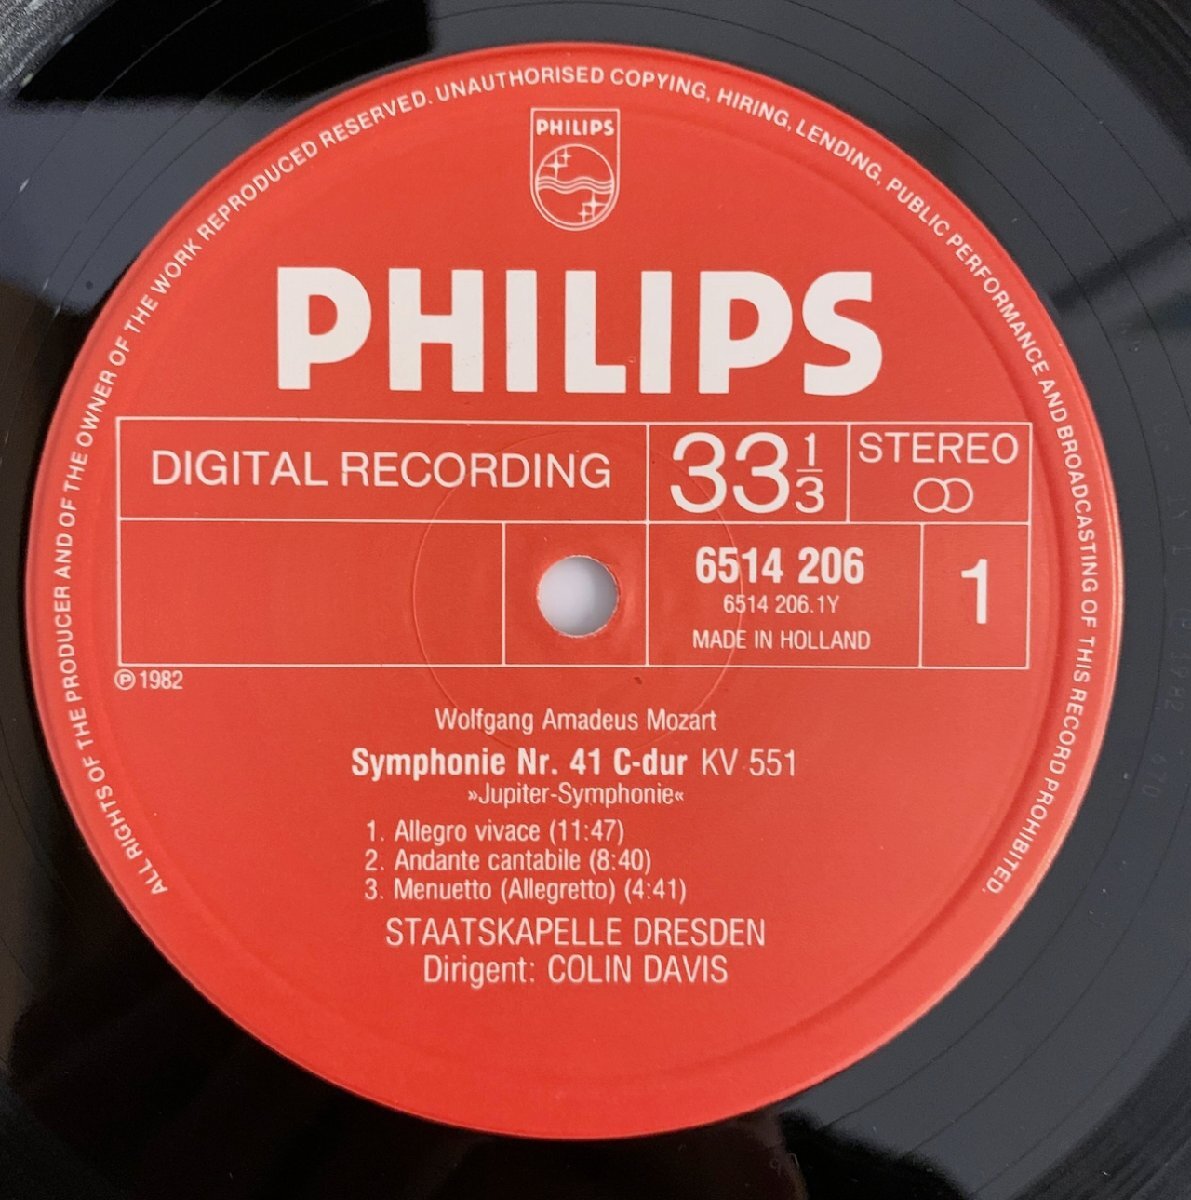 ALL RIGHTS OF THE PRODUCER AND OF THE OWNER OF THE WORK REPRODUCED RESERVED. UNAUTHORISED COPYING, HIRING, LENDING, PUBLIC PERFORMANCE AND BROADCASTING OF THIS RECORD PROHIBITED.
PHILIPS
PHILIPS
DIGITAL RECORDING
33 1/3
STEREO
6514 206
6514 206.1Y
MADE IN HOLLAND
1
℗ 1982
Wolfgang Amadeus Mozart
Symphonie Nr. 41 C-dur KV 551
»Jupiter-Symphonie«
1. Allegro vivace (11:47)
2. Andante cantabile (8:40)
3. Menuetto (Allegretto) (4:41)
STAATSKAPELLE DRESDEN
Dirigent: COLIN DAVIS